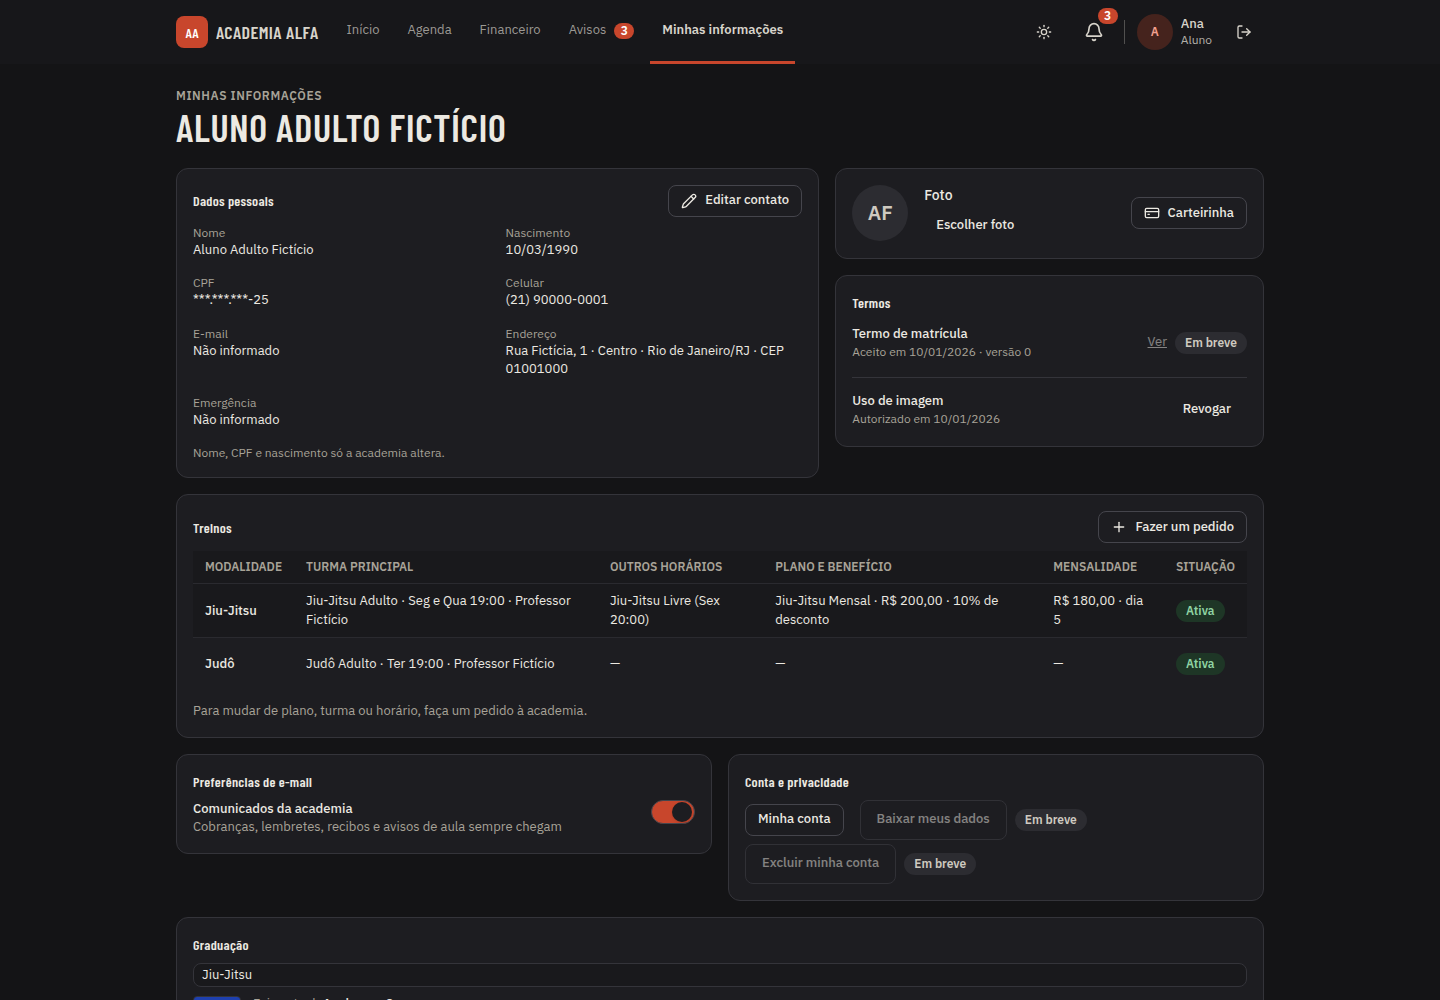 AA ACADEMIA ALFA Início Agenda Financeiro Avisos 3 Minhas informações 3 A Ana
Aluno
MINHAS INFORMAÇÕES
ALUNO ADULTO FICTÍCIO
Dados pessoais Editar contato
Nome Nascimento
Aluno Adulto Fictício 10/03/1990
CPF Celular
***.***.***-25 (21) 90000-0001
E-mail Endereço
Não informado Rua Fictícia, 1 · Centro · Rio de Janeiro/RJ · CEP
01001000
Emergência
Não informado
Nome, CPF e nascimento só a academia altera.
AF Foto
Escolher foto
Carteirinha
Termos
Termo de matrícula
Aceito em 10/01/2026 · versão 0
Ver Em breve
Uso de imagem
Autorizado em 10/01/2026
Revogar
Treinos Fazer um pedido
MODALIDADE TURMA PRINCIPAL OUTROS HORÁRIOS PLANO E BENEFÍCIO MENSALIDADE SITUAÇÃO
Jiu-Jitsu Jiu-Jitsu Adulto · Seg e Qua 19:00 · Professor Fictício Jiu-Jitsu Livre (Sex 20:00) Jiu-Jitsu Mensal · R$ 200,00 · 10% de desconto R$ 180,00 · dia 5 Ativa
Judô Judô Adulto · Ter 19:00 · Professor Fictício — — — Ativa
Para mudar de plano, turma ou horário, faça um pedido à academia.
Preferências de e-mail
Comunicados da academia
Cobranças, lembretes, recibos e avisos de aula sempre chegam
Conta e privacidade
Minha conta Baixar meus dados Em breve
Excluir minha conta Em breve
Graduação
Jiu-Jitsu